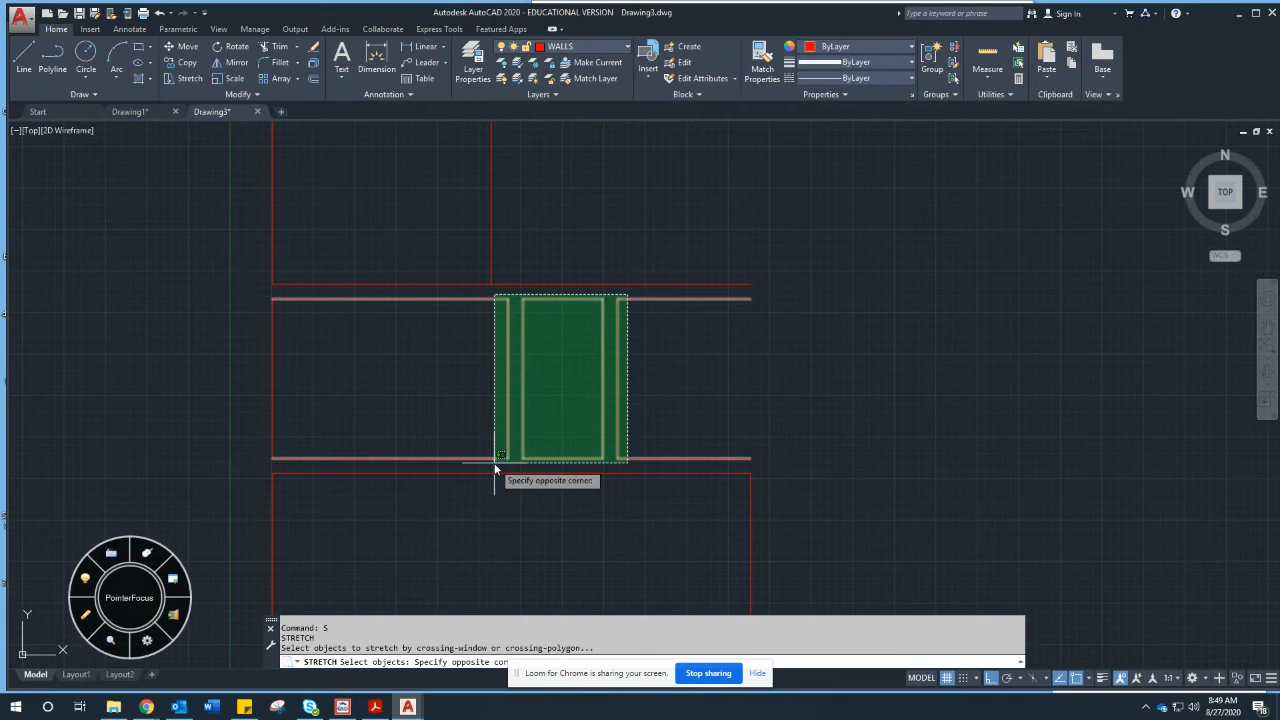 Autodesk AutoCAD 2020 - EDUCATIONAL VERSION Drawing3.dwg
Type a keyword or phrase
Sign In
Home Insert Annotate Parametric View Manage Output Add-ins Collaborate Express Tools Featured Apps
Line Polyline Circle Arc
Move Rotate Trim
Copy Mirror Fillet
Stretch Scale Array
Text Dimension
Linear
Leader
Table
Layer Properties
WALLS
Make Current
Match Layer
Insert
Create
Edit
Edit Attributes
Match Properties
ByLayer
ByLayer
ByLayer
Group
Measure
Paste
Base
Draw Modify Annotation Layers Block Properties Groups Utilities Clipboard View
Start Drawing1* Drawing3*
[−][Top][2D Wireframe]
N
W TOP E
S
WCS
Specify opposite corner:
PointerFocus
Y
X
Command: S
STRETCH
Select objects to stretch by crossing-window or crossing-polygon...
STRETCH Select objects: Specify opposite cor
Loom for Chrome is sharing your screen. Stop sharing Hide
Model Layout1 Layout2
MODEL 1:1
8:49 AM
8/27/2020
18